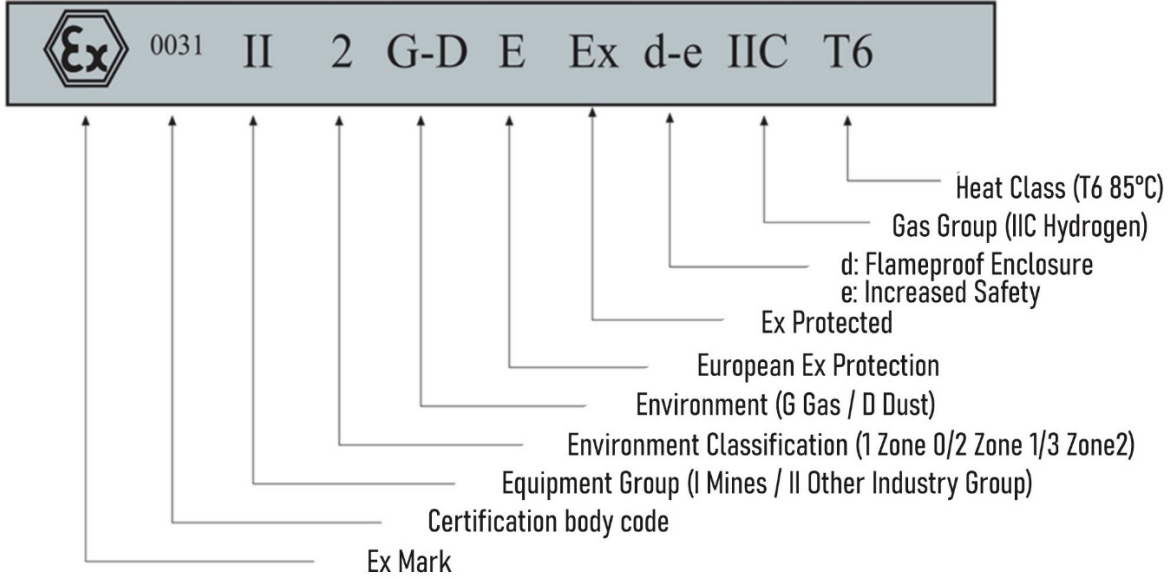 Ex 0031 II 2 G-D E Ex d-e IIC T6
Heat Class (T6 85ºC)
Gas Group (IIC Hydrogen)
d: Flameproof Enclosure
e: Increased Safety
Ex Protected
European Ex Protection
Environment (G Gas / D Dust)
Environment Classification (1 Zone 0/2 Zone 1/3 Zone2)
Equipment Group (I Mines / II Other Industry Group)
Certification body code
Ex Mark